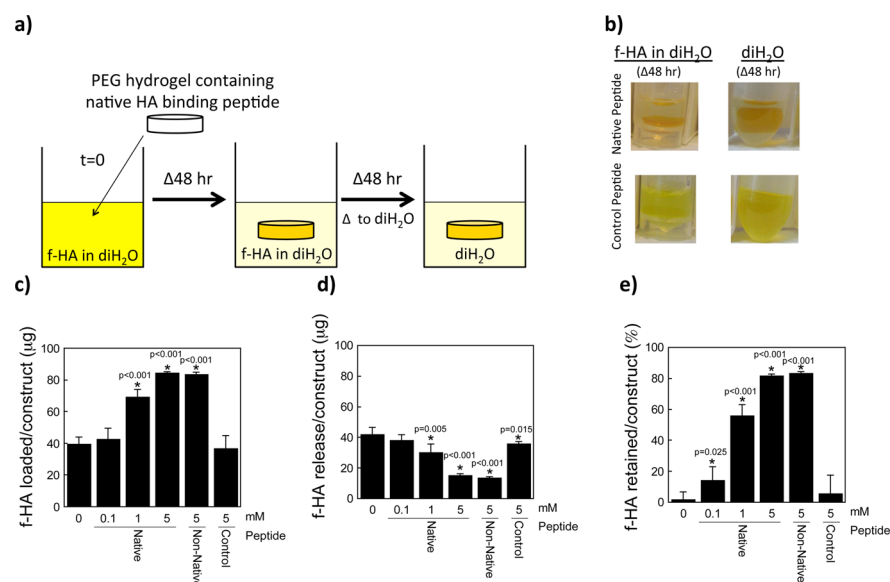 a)
PEG hydrogel containing
native HA binding peptide
t=0
Δ48 hr
Δ48 hr
Δ to diH₂O
f-HA in diH₂O
f-HA in diH₂O
diH₂O
b)
f-HA in diH₂O
(Δ48 hr)
diH₂O
(Δ48 hr)
Native Peptide
Control Peptide
c)
f-HA loaded/construct (μg)
100
80
60
40
20
0
p<0.001
*
p<0.001
*
p<0.001
*
0 0.1 1 5 5 5 mM
Native Non-Native Control Peptide
d)
f-HA release/construct (μg)
100
80
60
40
20
0
p=0.005
*
p<0.001
*
p<0.001
*
p=0.015
*
0 0.1 1 5 5 5 mM
Native Non-Native Control Peptide
e)
f-HA retained/construct (%)
100
80
60
40
20
0
p=0.025
*
p<0.001
*
p<0.001
*
p<0.001
*
0 0.1 1 5 5 5 mM
Native Non-Native Control Peptide